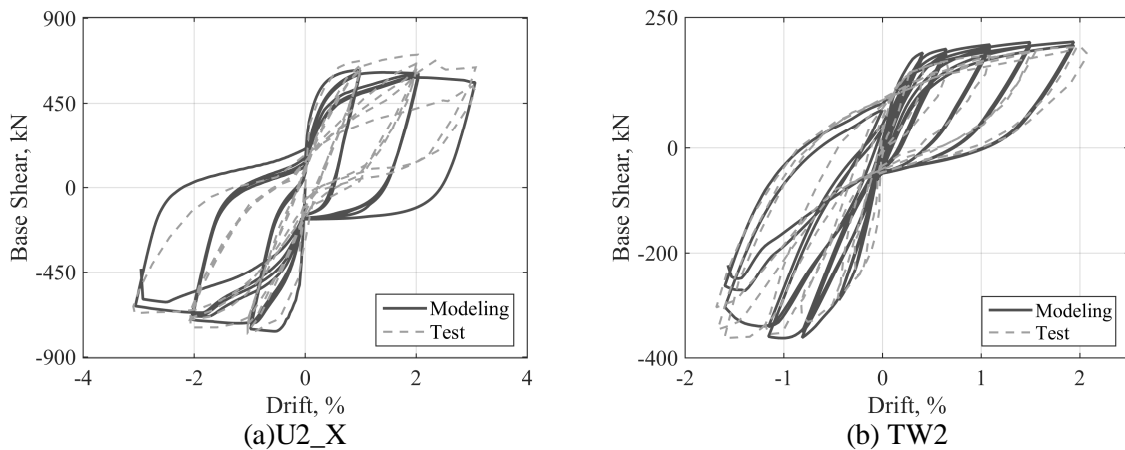 900
450
0
-450
-900
Base Shear, kN
4
2
0
2
4
Drift, %
Modeling
Test
(a)U2_X
250
0
-200
-400
Base Shear, kN
-2
-1
0
1
2
Drift, %
Modeling
Test
(b) TW2